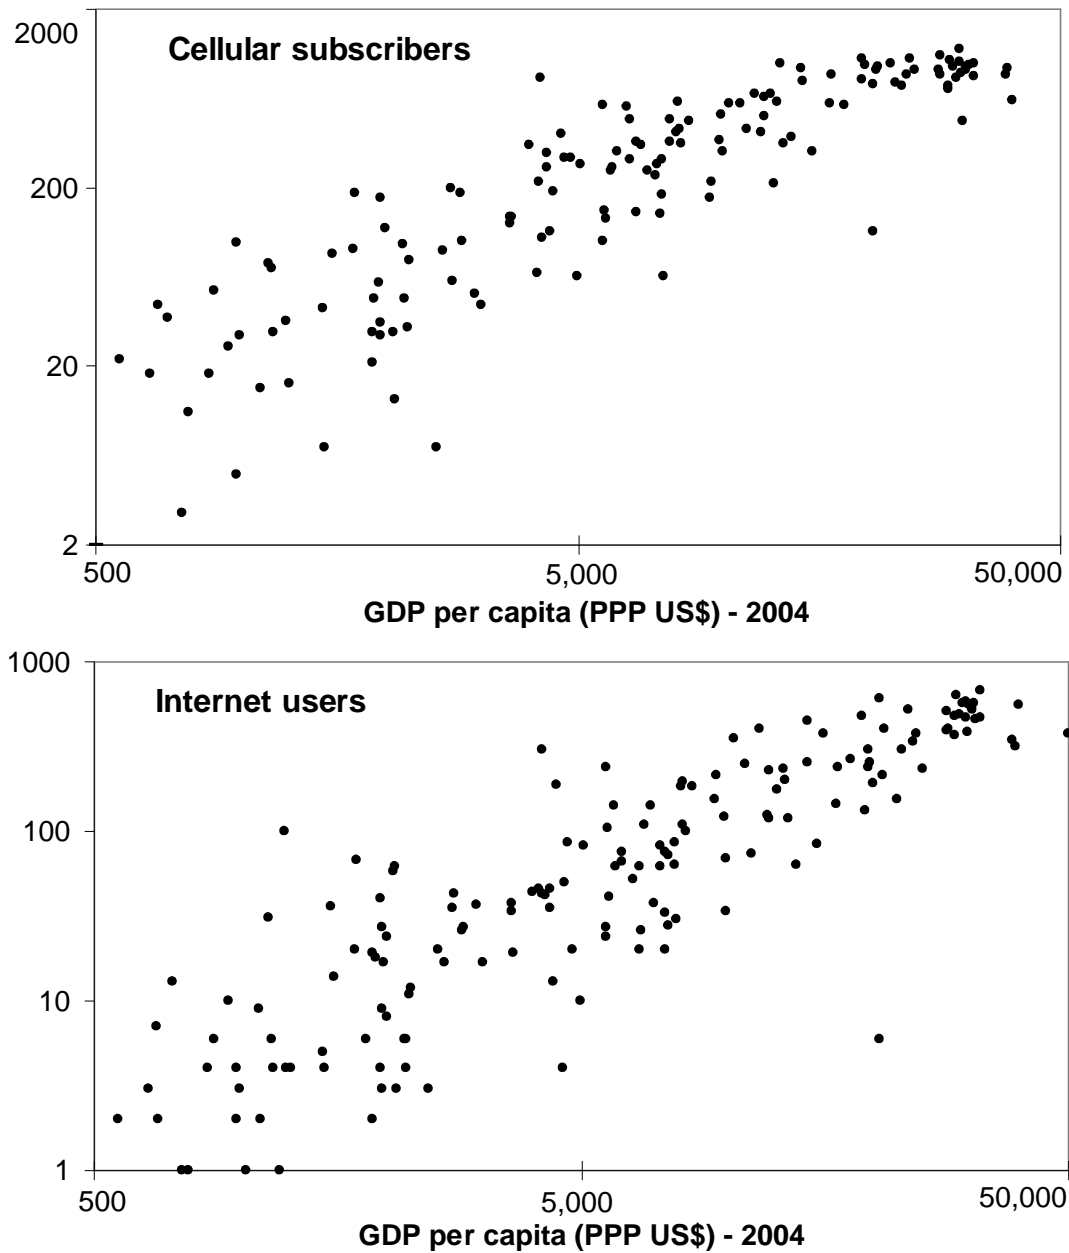 2000
Cellular subscribers
200
20
2
500 5,000 50,000
GDP per capita (PPP US$) - 2004
1000
Internet users
100
10
1
500 5,000 50,000
GDP per capita (PPP US$) - 2004